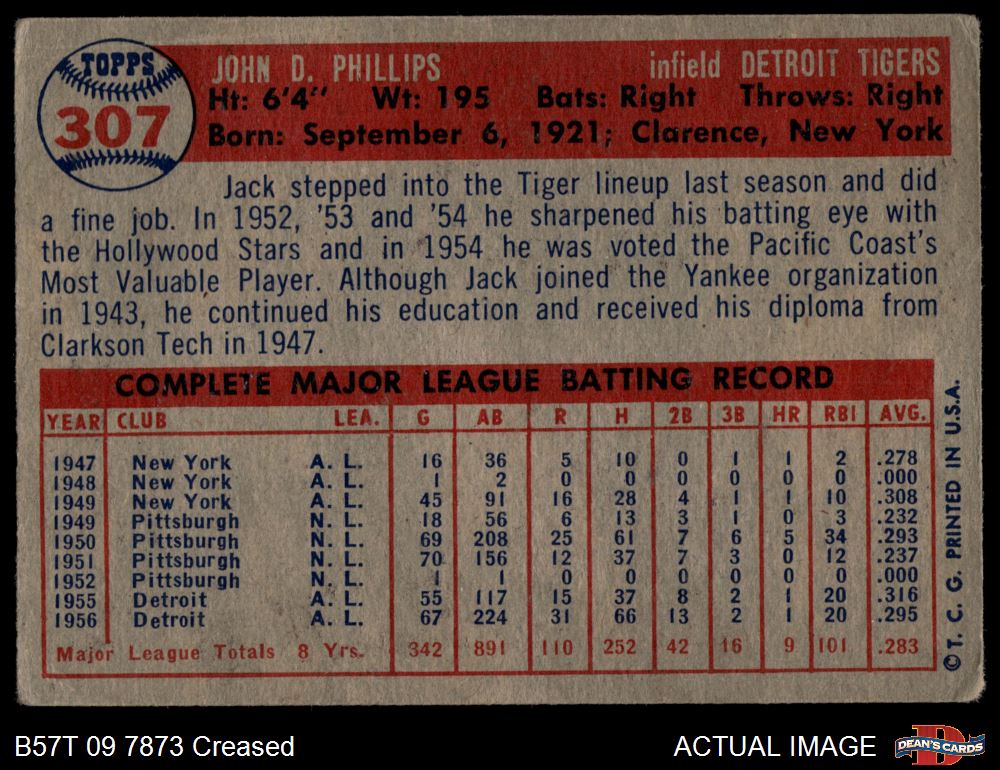 TOPPS
307
JOHN D. PHILLIPS infield DETROIT TIGERS
Ht: 6'4" Wt: 195 Bats: Right Throws: Right
Born: September 6, 1921; Clarence, New York
Jack stepped into the Tiger lineup last season and did
a fine job. In 1952, '53 and '54 he sharpened his batting eye with
the Hollywood Stars and in 1954 he was voted the Pacific Coast's
Most Valuable Player. Although Jack joined the Yankee organization
in 1943, he continued his education and received his diploma from
Clarkson Tech in 1947.
COMPLETE MAJOR LEAGUE BATTING RECORD
YEAR CLUB LEA. G AB R H 2B 3B HR RBI AVG.
1947 New York A. L. 16 36 5 10 0 1 1 2 .278
1948 New York A. L. 1 2 0 0 0 0 0 0 .000
1949 New York A. L. 45 91 16 28 4 1 1 10 .308
1949 Pittsburgh N. L. 18 56 6 13 3 1 0 3 .232
1950 Pittsburgh N. L. 69 208 25 61 7 6 5 34 .293
1951 Pittsburgh N. L. 70 156 12 37 7 3 0 12 .237
1952 Pittsburgh N. L. 1 1 0 0 0 0 0 0 .000
1955 Detroit A. L. 55 117 15 37 8 2 1 20 .316
1956 Detroit A. L. 67 224 31 66 13 2 1 20 .295
Major League Totals 8 Yrs. 342 891 110 252 42 16 9 101 .283
© T. C. G. PRINTED IN U.S.A.
B57T 09 7873 Creased
ACTUAL IMAGE
D
DEAN'S CARDS